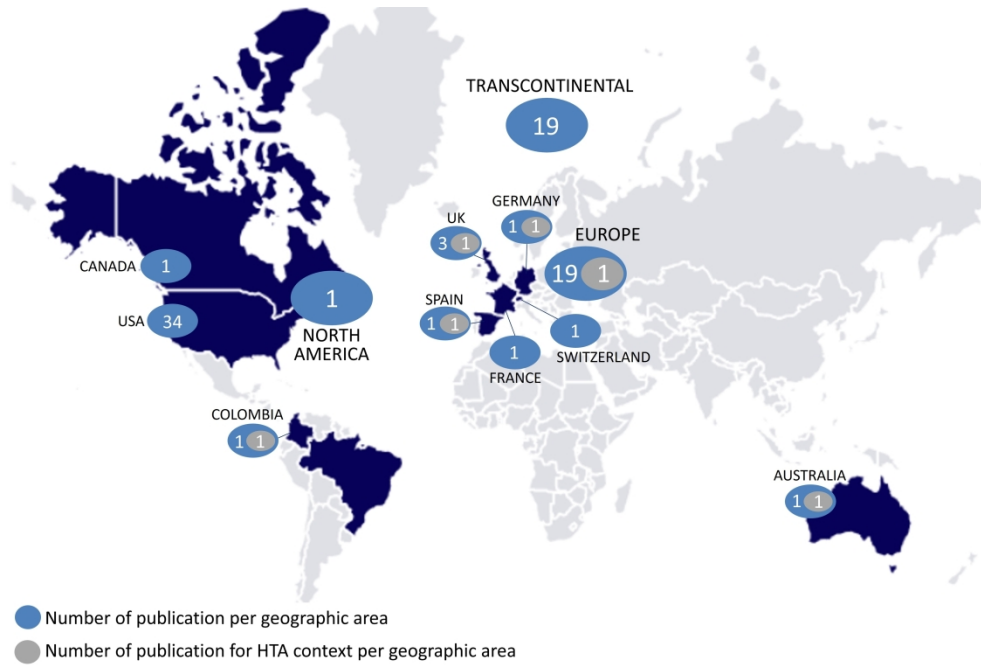 TRANSCONTINENTAL
19
GERMANY
1 1
UK
3 1
EUROPE
19 1
CANADA
1
SPAIN
1 1
1
NORTH
AMERICA
USA
34
1
SWITZERLAND
1
FRANCE
COLOMBIA
1 1
AUSTRALIA
1 1
Number of publication per geographic area
Number of publication for HTA context per geographic area